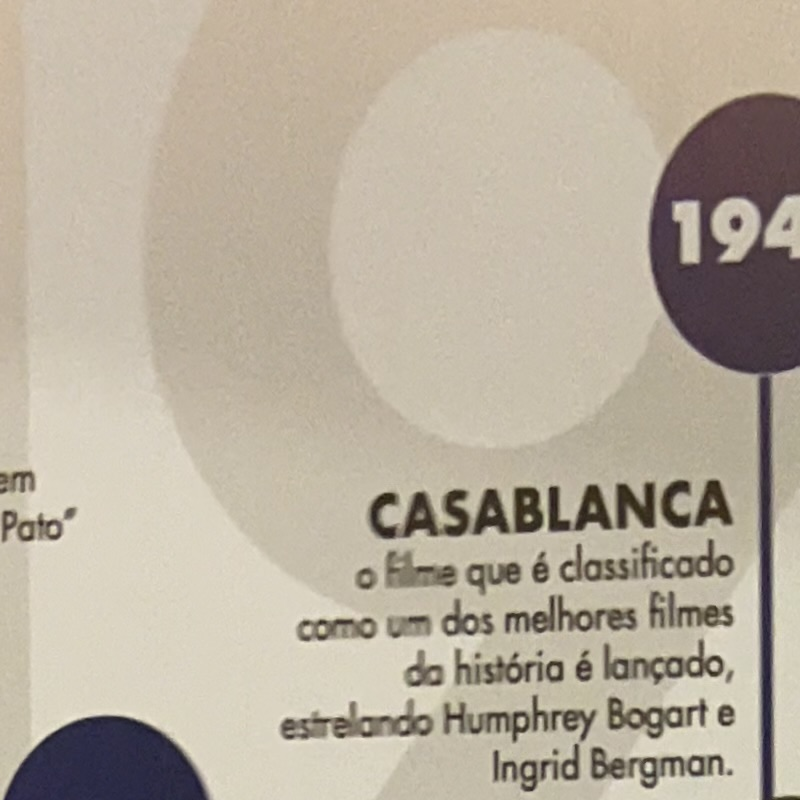 194
em
Pato"
CASABLANCA
o filme que é classificado
como um dos melhores filmes
da história é lançado,
estrelando Humphrey Bogart e
Ingrid Bergman.